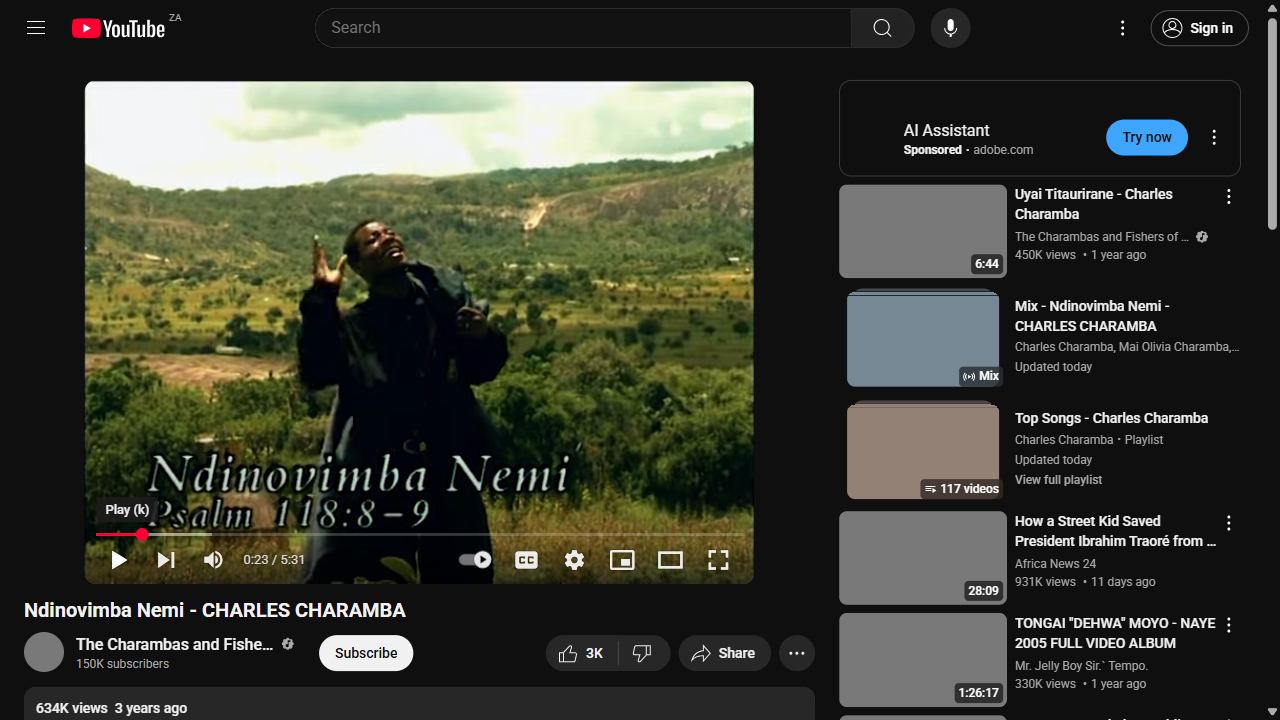 YouTube ZA
Search
Sign in
Ndinovimba Nemi
Psalm 118:8-9
Play (k)
0:23 / 5:31
CC
Ndinovimba Nemi - CHARLES CHARAMBA
The Charambas and Fishe...
150K subscribers
Subscribe
3K
Share
634K views 3 years ago
AI Assistant
Sponsored · adobe.com
Try now
6:44
Uyai Titaurirane - Charles
Charamba
The Charambas and Fishers of ...
450K views • 1 year ago
Mix
Mix - Ndinovimba Nemi -
CHARLES CHARAMBA
Charles Charamba, Mai Olivia Charamba,...
Updated today
117 videos
Top Songs - Charles Charamba
Charles Charamba · Playlist
Updated today
View full playlist
28:09
How a Street Kid Saved
President Ibrahim Traoré from ...
Africa News 24
931K views • 11 days ago
1:26:17
TONGAI "DEHWA" MOYO - NAYE
2005 FULL VIDEO ALBUM
Mr. Jelly Boy Sir.` Tempo.
330K views • 1 year ago